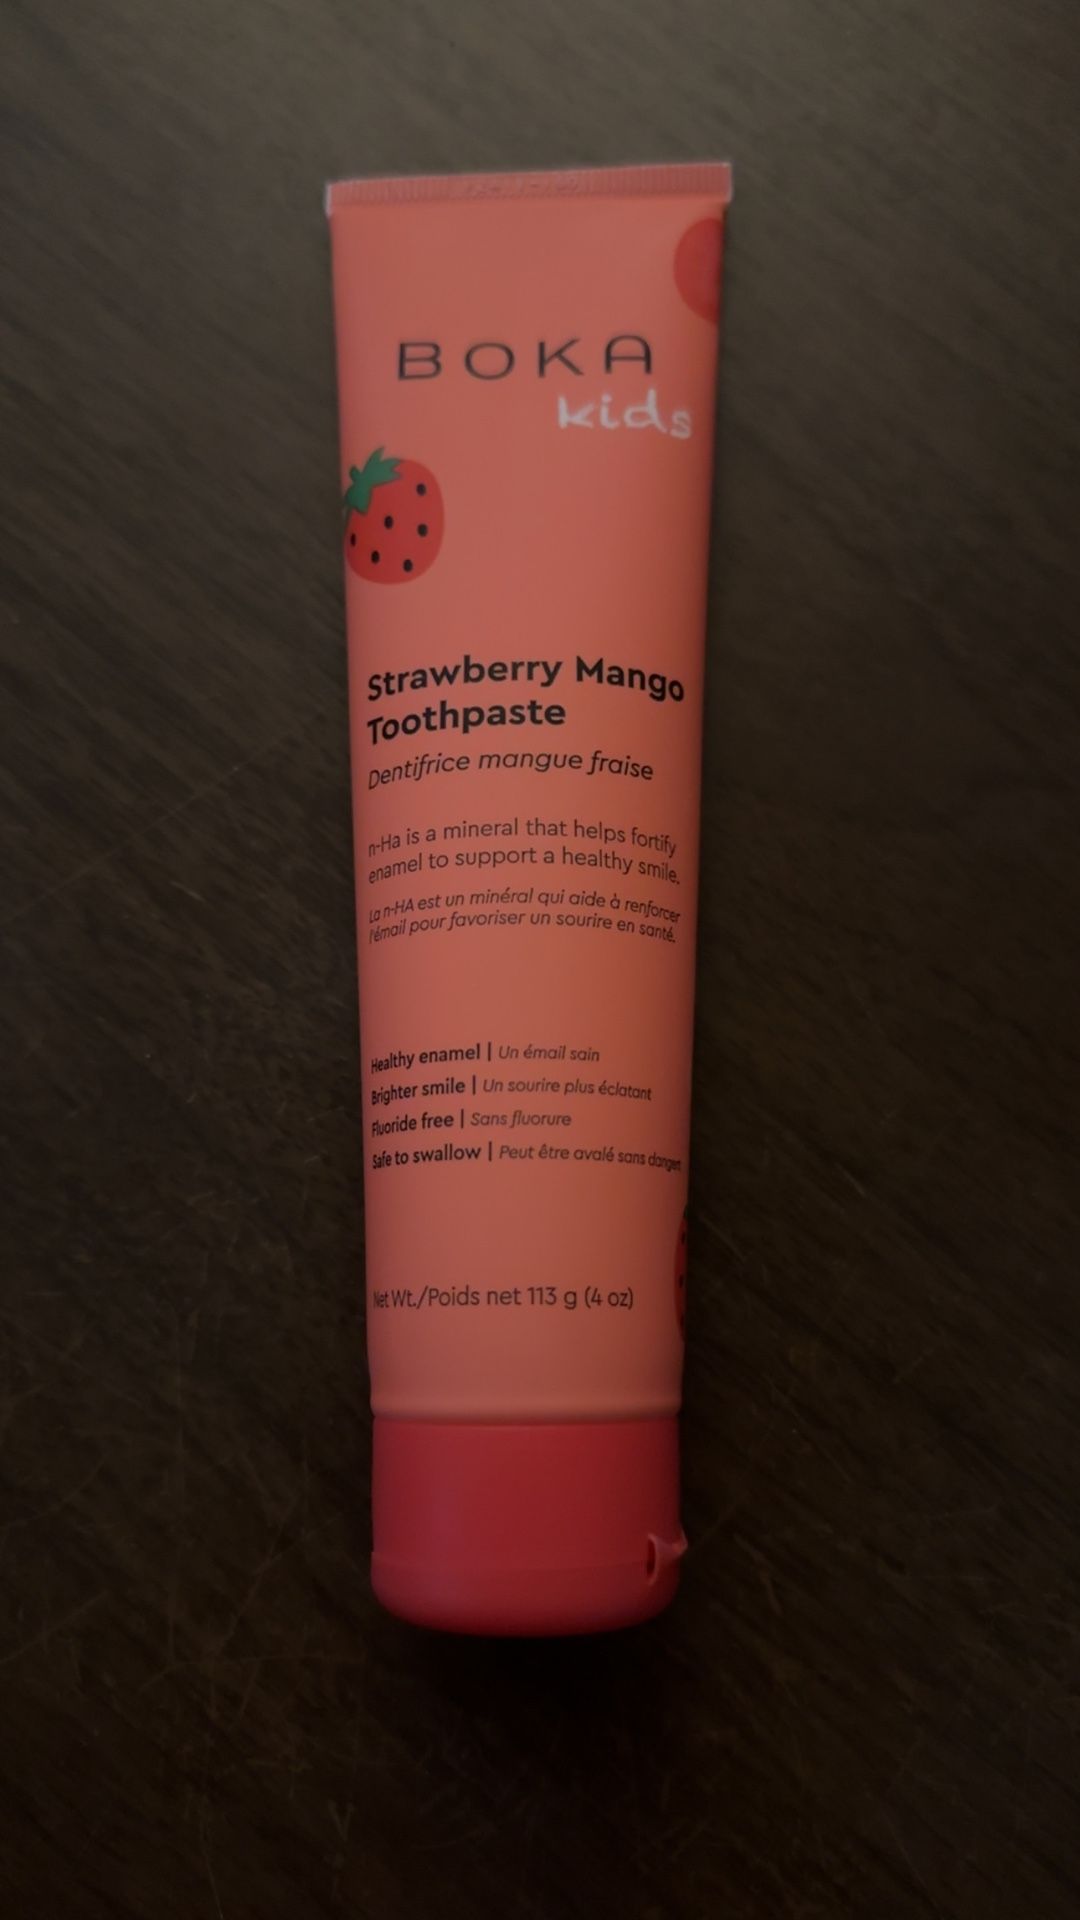 BOKA
kids
Strawberry Mango
Toothpaste
Dentifrice mangue fraise
n-Ha is a mineral that helps fortify
enamel to support a healthy smile.
La n-HA est un minéral qui aide à renforcer
l'émail pour favoriser un sourire en santé.
Healthy enamel | Un émail sain
Brighter smile | Un sourire plus éclatant
Fluoride free | Sans fluorure
Safe to swallow | Peut être avalé sans danger
Net Wt./Poids net 113 g (4 oz)